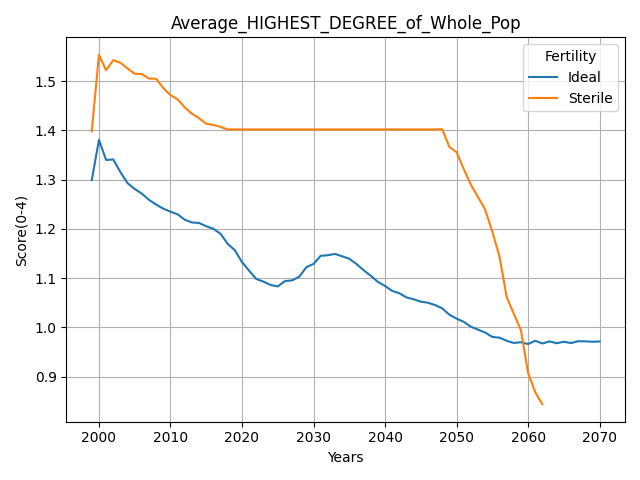 Average_HIGHEST_DEGREE_of_Whole_Pop
Fertility
Ideal
Sterile
Score(0-4)
1.5
1.4
1.3
1.2
1.1
1.0
0.9
2000 2010 2020 2030 2040 2050 2060 2070
Years